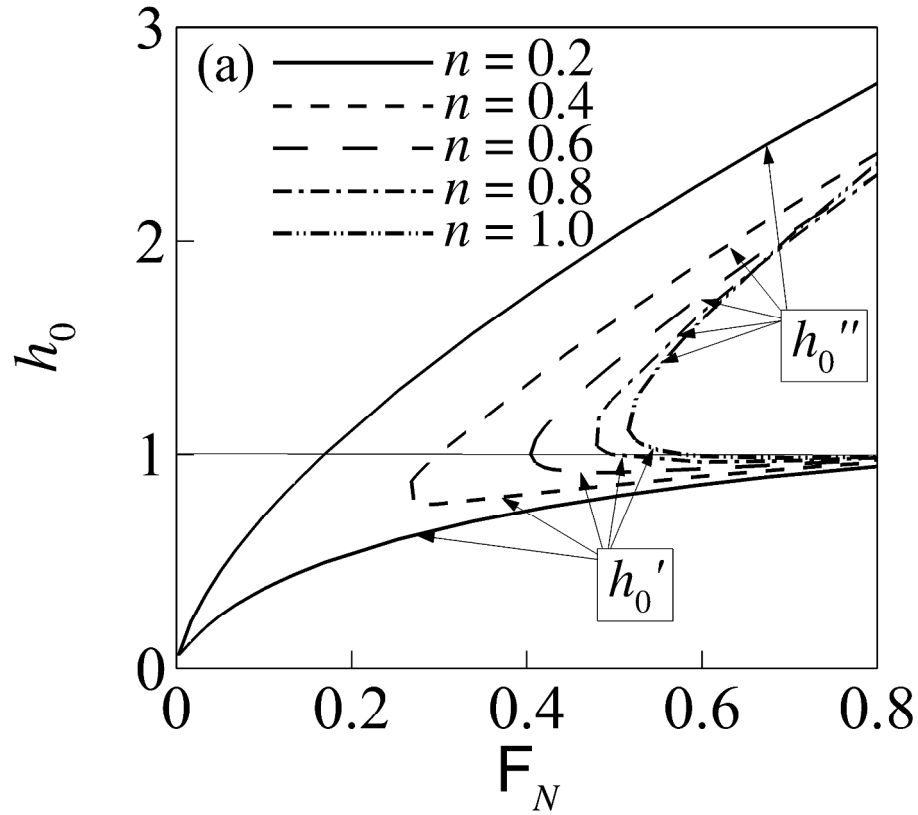 3
(a)
n = 0.2
n = 0.4
n = 0.6
n = 0.8
n = 1.0
2
h₀
h₀''
1
h₀'
0
0 0.2 0.4 0.6 0.8
F_N